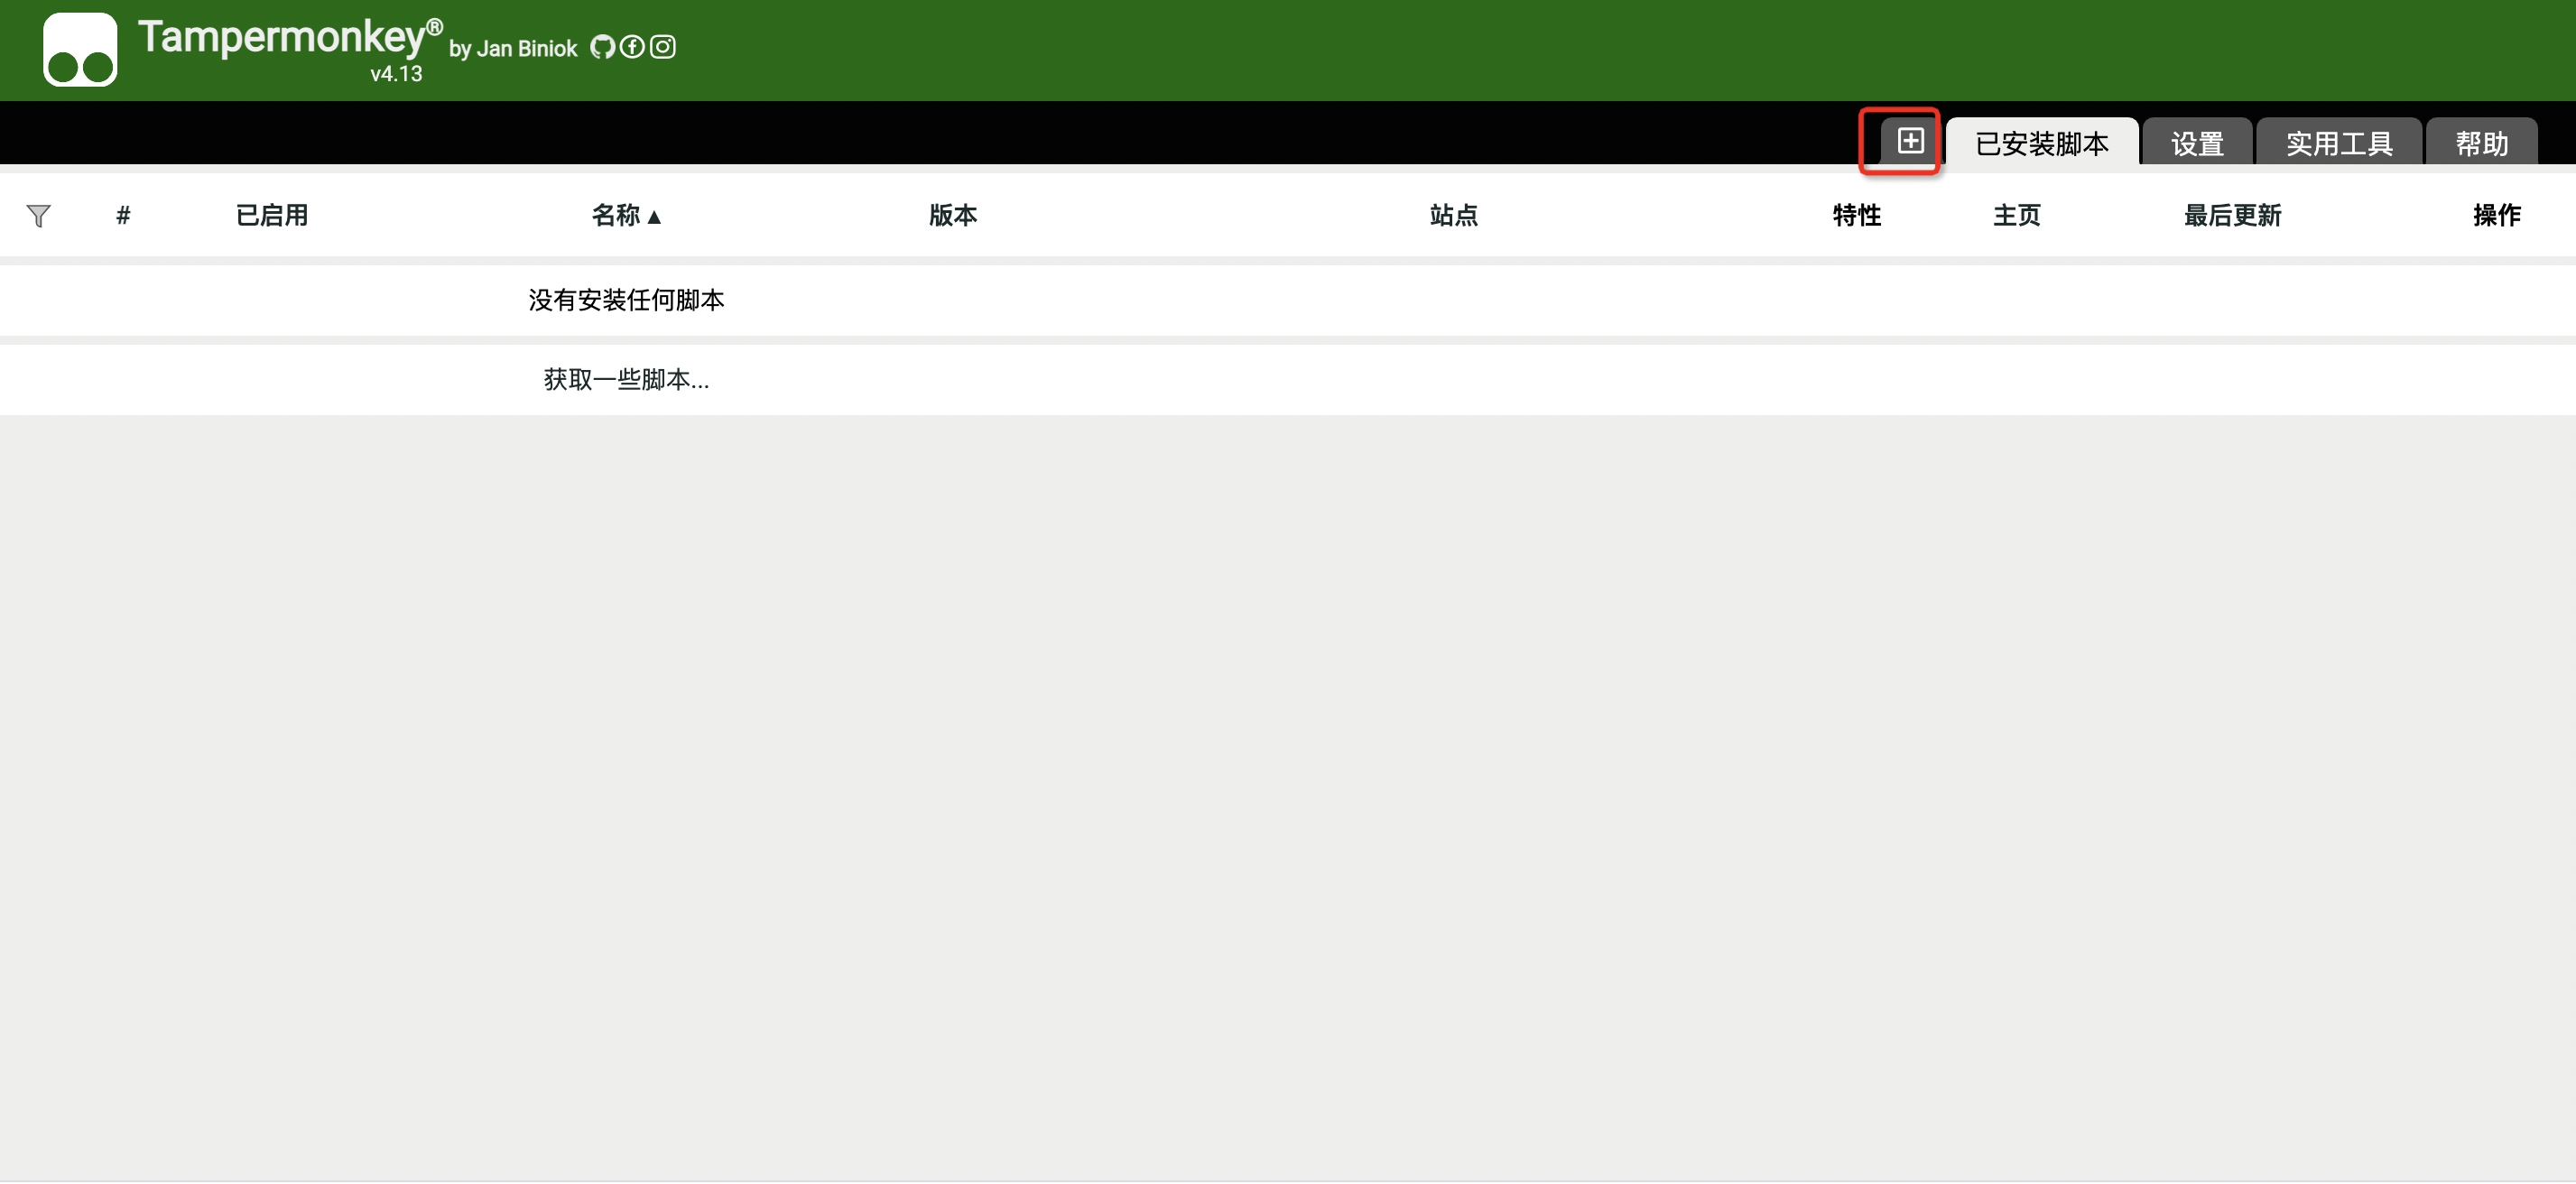 Tampermonkey® by Jan Biniok
v4.13
已安装脚本 设置 实用工具 帮助
# 已启用 名称 ▲ 版本 站点 特性 主页 最后更新 操作
没有安装任何脚本
获取一些脚本...